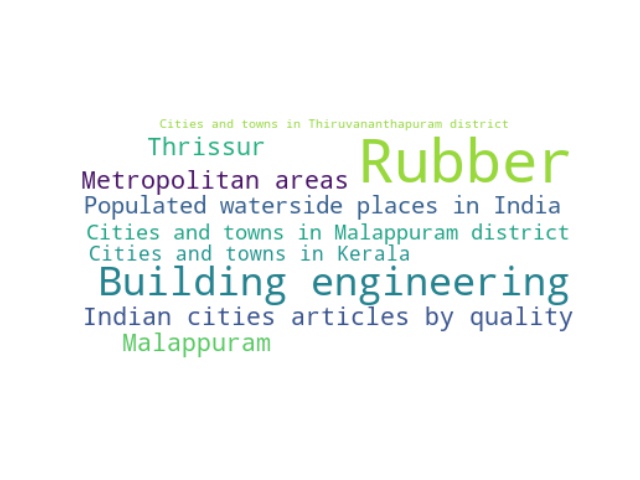 Cities and towns in Thiruvananthapuram district
Thrissur
Rubber
Metropolitan areas
Populated waterside places in India
Cities and towns in Malappuram district
Cities and towns in Kerala
Building engineering
Indian cities articles by quality
Malappuram